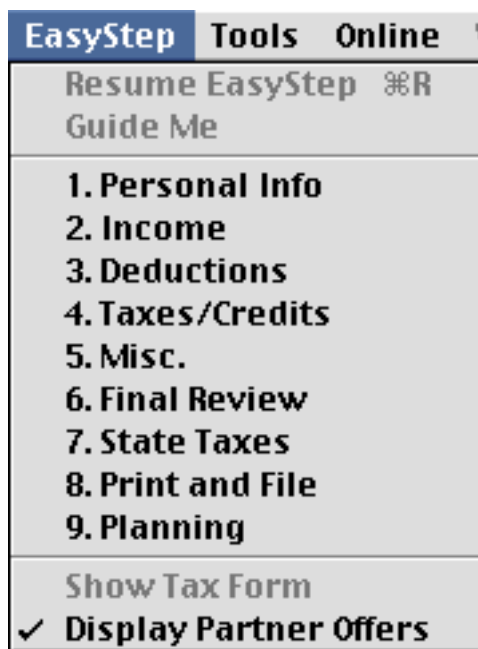 EasyStep Tools Online
Resume EasyStep ⌘R
Guide Me
1. Personal Info
2. Income
3. Deductions
4. Taxes/Credits
5. Misc.
6. Final Review
7. State Taxes
8. Print and File
9. Planning
Show Tax Form
✓ Display Partner Offers